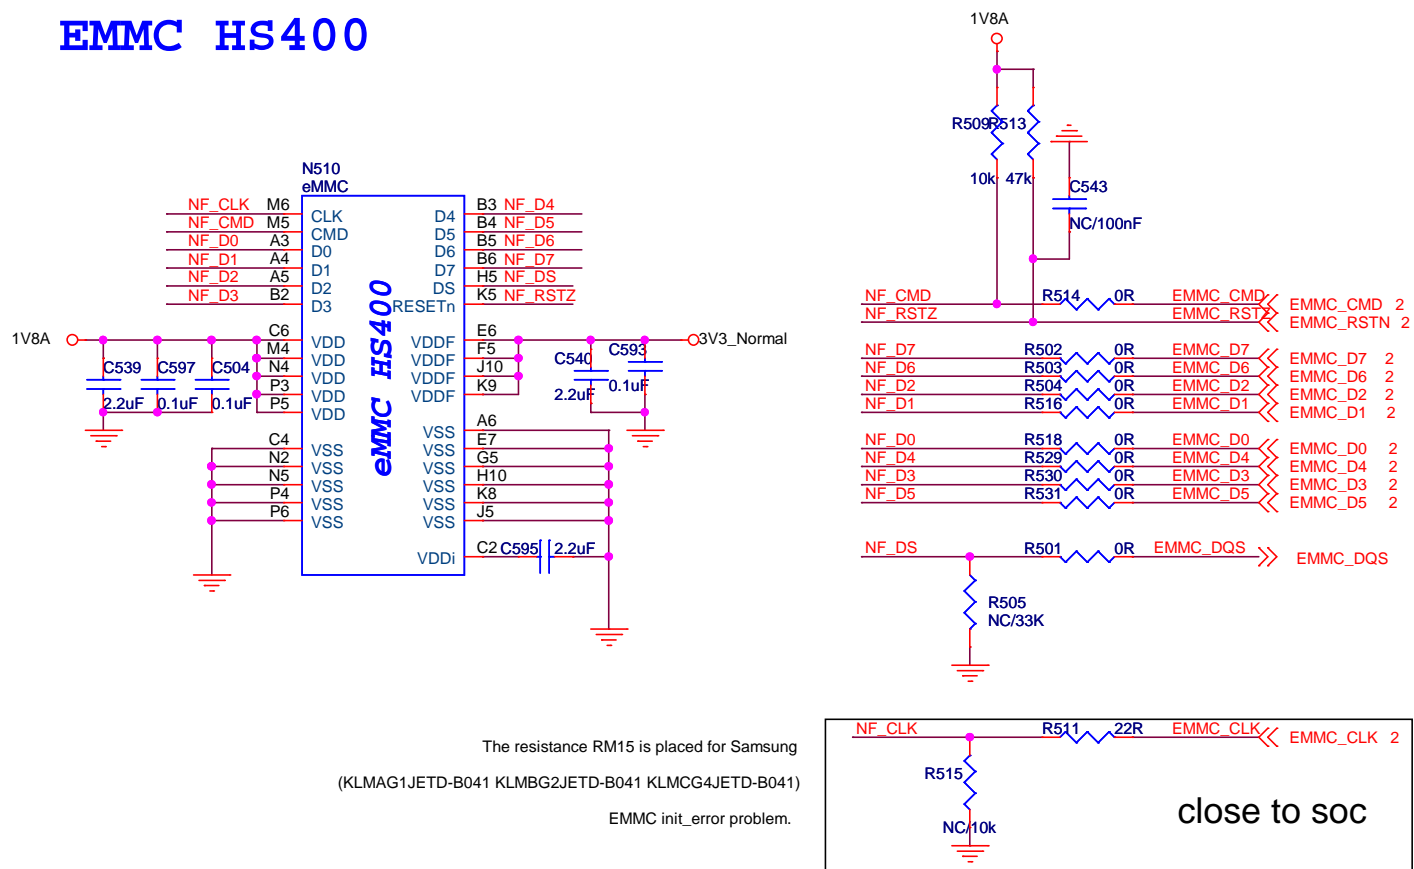 EMMC HS400
1V8A
R509 R513
10k 47k
C543
NC/100nF
N510
eMMC
NF_CLK M6 CLK D4 B3 NF_D4
NF_CMD M5 CMD D5 B4 NF_D5
NF_D0 A3 D0 D6 B5 NF_D6
NF_D1 A4 D1 D7 B6 NF_D7
NF_D2 A5 D2 DS H5 NF_DS
NF_D3 B2 D3 RESETn K5 NF_RSTZ
eMMC HS400
1V8A C6 VDD VDDF E6 3V3_Normal
M4 VDD VDDF F5
N4 VDD VDDF J10
P3 VDD VDDF K9
P5 VDD
C539 C597 C504
2.2uF 0.1uF 0.1uF
C540 C593
2.2uF 0.1uF
VSS A6
C4 VSS VSS E7
N2 VSS VSS G5
N5 VSS VSS H10
P4 VSS VSS K8
P6 VSS VSS J5
VDDi C2 C595 2.2uF
NF_CMD R514 0R EMMC_CMD EMMC_CMD 2
NF_RSTZ EMMC_RSTZ EMMC_RSTN 2
NF_D7 R502 0R EMMC_D7 EMMC_D7 2
NF_D6 R503 0R EMMC_D6 EMMC_D6 2
NF_D2 R504 0R EMMC_D2 EMMC_D2 2
NF_D1 R516 0R EMMC_D1 EMMC_D1 2
NF_D0 R518 0R EMMC_D0 EMMC_D0 2
NF_D4 R529 0R EMMC_D4 EMMC_D4 2
NF_D3 R530 0R EMMC_D3 EMMC_D3 2
NF_D5 R531 0R EMMC_D5 EMMC_D5 2
NF_DS R501 0R EMMC_DQS EMMC_DQS
R505
NC/33K
The resistance RM15 is placed for Samsung
(KLMAG1JETD-B041 KLMBG2JETD-B041 KLMCG4JETD-B041)
EMMC init_error problem.
NF_CLK R511 22R EMMC_CLK EMMC_CLK 2
R515
NC/10k
close to soc